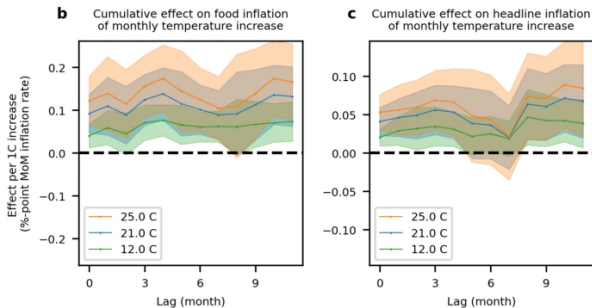 b
Cumulative effect on food inflation
of monthly temperature increase
Effect per 1C increase
(%-point MoM inflation rate)
0.2
0.1
0.0
−0.1
−0.2
25.0 C
21.0 C
12.0 C
0
3
6
9
Lag (month)
c
Cumulative effect on headline inflation
of monthly temperature increase
0.10
0.05
0.00
−0.05
−0.10
25.0 C
21.0 C
12.0 C
0
3
6
9
Lag (month)